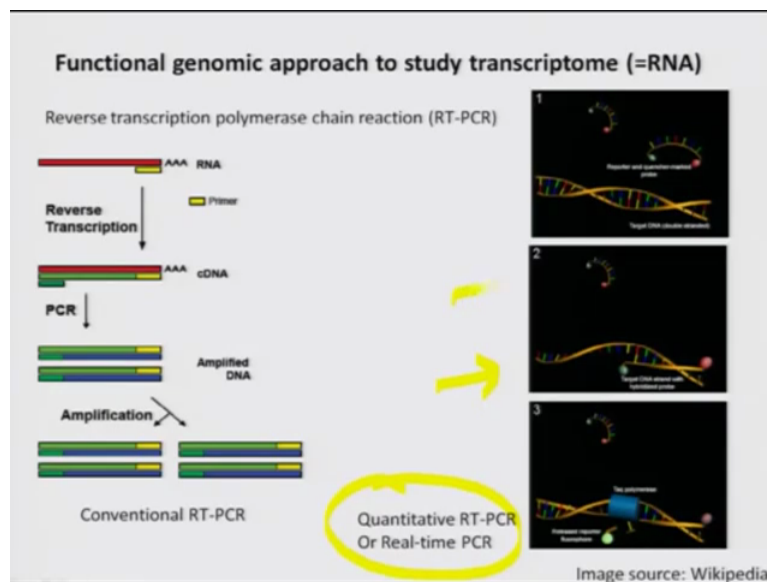 Functional genomic approach to study transcriptome (=RNA)
Reverse transcription polymerase chain reaction (RT-PCR)
AAA RNA
Primer
Reverse
Transcription
AAA cDNA
PCR
Amplified
DNA
Amplification
Conventional RT-PCR
Quantitative RT-PCR
Or Real-time PCR
1
Reporter and quencher-marked
probe
Target DNA (double stranded)
2
Target DNA strand with
hybridized probe
3
Taq polymerase
Released reporter
fluorophore
Image source: Wikipedia